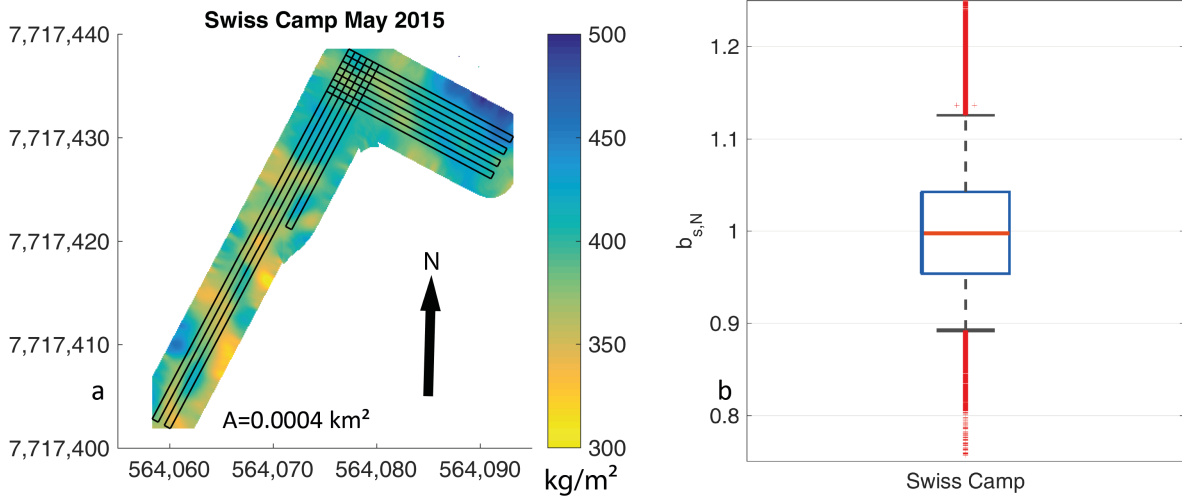 Swiss Camp May 2015
7,717,440
7,717,430
7,717,420
7,717,410
7,717,400
564,060 564,070 564,080 564,090
a
A=0.0004 km²
N
500
450
400
350
300
kg/m²
1.2
1.1
1
0.9
0.8
b_s,N
b
Swiss Camp